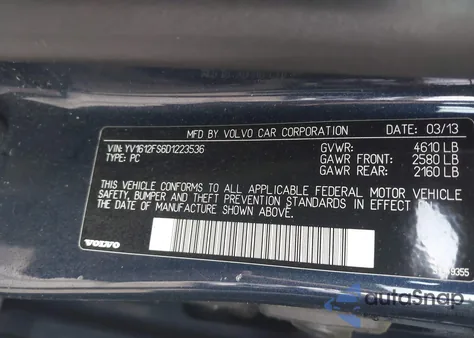 MFD BY VOLVO CAR CORPORATION DATE: 03/13
VIN: YV1612FS6D1223536 GVWR: 4610 LB
TYPE: PC GAWR FRONT: 2580 LB
GAWR REAR: 2160 LB
THIS VEHICLE CONFORMS TO ALL APPLICABLE FEDERAL MOTOR VEHICLE
SAFETY, BUMPER AND THEFT PREVENTION STANDARDS IN EFFECT ON
THE DATE OF MANUFACTURE SHOWN ABOVE.
VOLVO
autoSnap